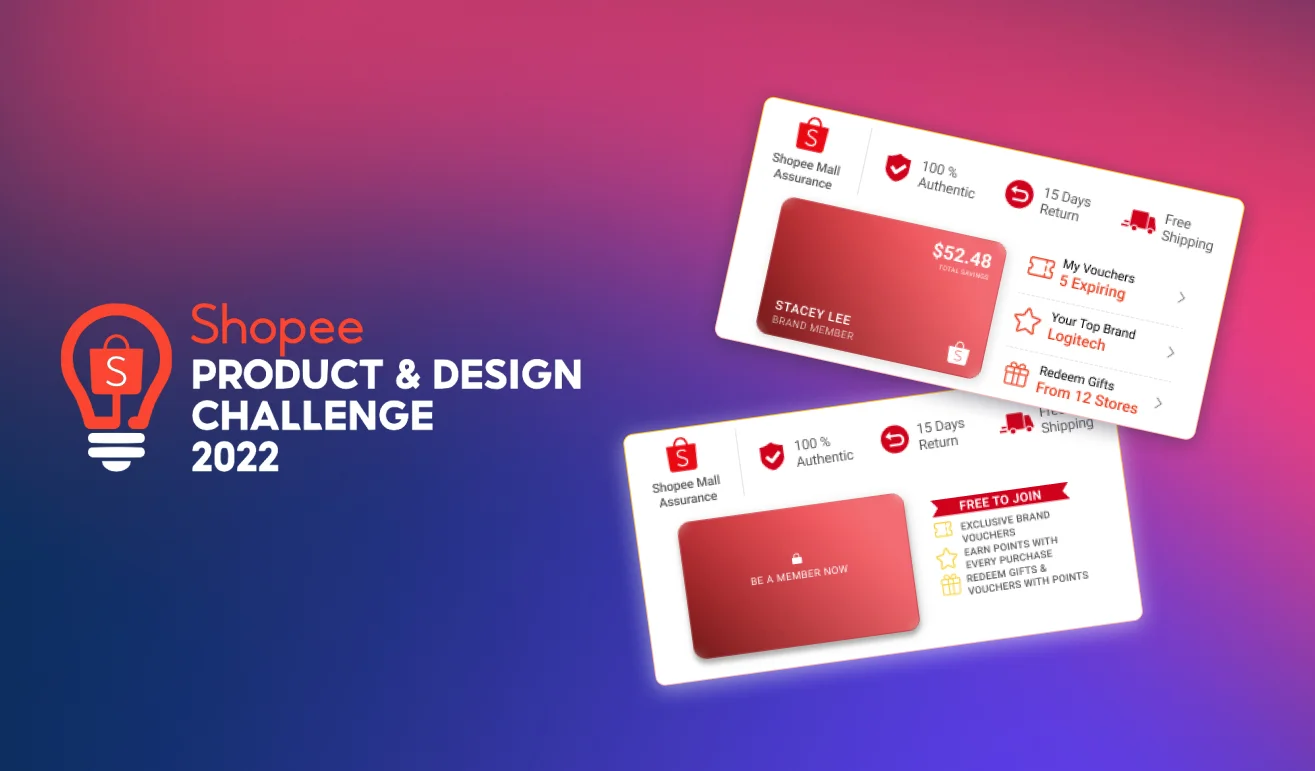 S
Shopee
PRODUCT & DESIGN
CHALLENGE
2022
S
Shopee Mall
Assurance
100 %
Authentic
15 Days
Return
Free
Shipping
$52.48
TOTAL SAVINGS
STACEY LEE
BRAND MEMBER
S
My Vouchers
5 Expiring
Your Top Brand
Logitech
Redeem Gifts
From 12 Stores
S
Shopee Mall
Assurance
100 %
Authentic
15 Days
Return
Free
Shipping
BE A MEMBER NOW
FREE TO JOIN
EXCLUSIVE BRAND
VOUCHERS
EARN POINTS WITH
EVERY PURCHASE
REDEEM GIFTS &
VOUCHERS WITH POINTS